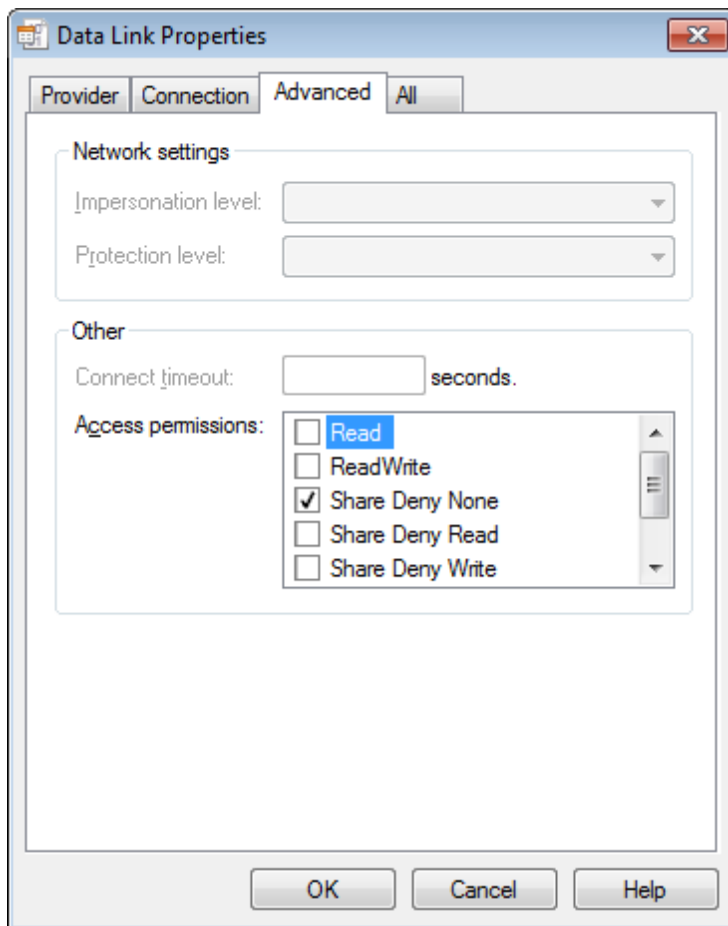 Data Link Properties
Provider Connection Advanced All
Network settings
Impersonation level:
Protection level:
Other
Connect timeout: seconds.
Access permissions: Read
ReadWrite
Share Deny None
Share Deny Read
Share Deny Write
OK Cancel Help